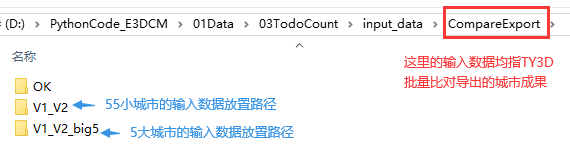 (D:) › PythonCode_E3DCM › 01Data › 03TodoCount › input_data › CompareExport ›
名称
这里的输入数据均指TY3D
批量比对导出的城市成果
OK
V1_V2 55小城市的输入数据放置路径
V1_V2_big5 5大城市的输入数据放置路径